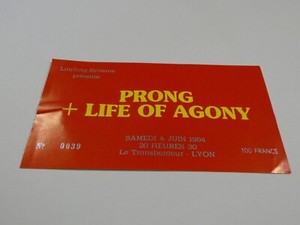 présente
PRONG
+ LIFE OF AGONY
SAMEDI 4 JUIN 1994
20 HEURES 30
Le Transbordeur - LYON
100 FRANCS
N° 0039